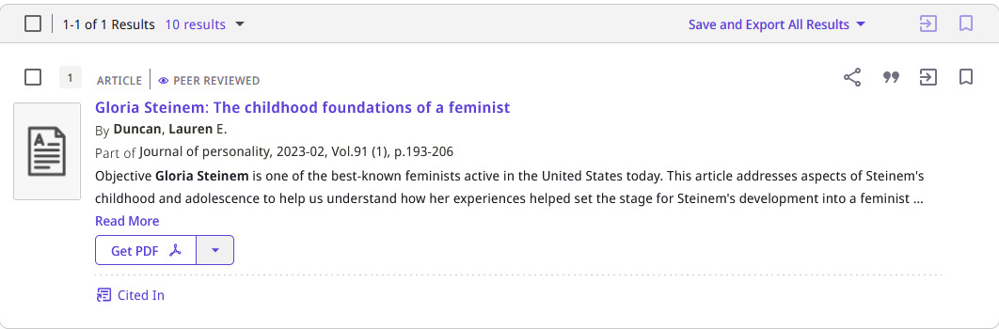 1-1 of 1 Results 10 results Save and Export All Results
1 ARTICLE PEER REVIEWED
Gloria Steinem: The childhood foundations of a feminist
By Duncan, Lauren E.
Part of Journal of personality, 2023-02, Vol.91 (1), p.193-206
Objective Gloria Steinem is one of the best-known feminists active in the United States today. This article addresses aspects of Steinem's
childhood and adolescence to help us understand how her experiences helped set the stage for Steinem's development into a feminist ...
Read More
Get PDF
Cited In